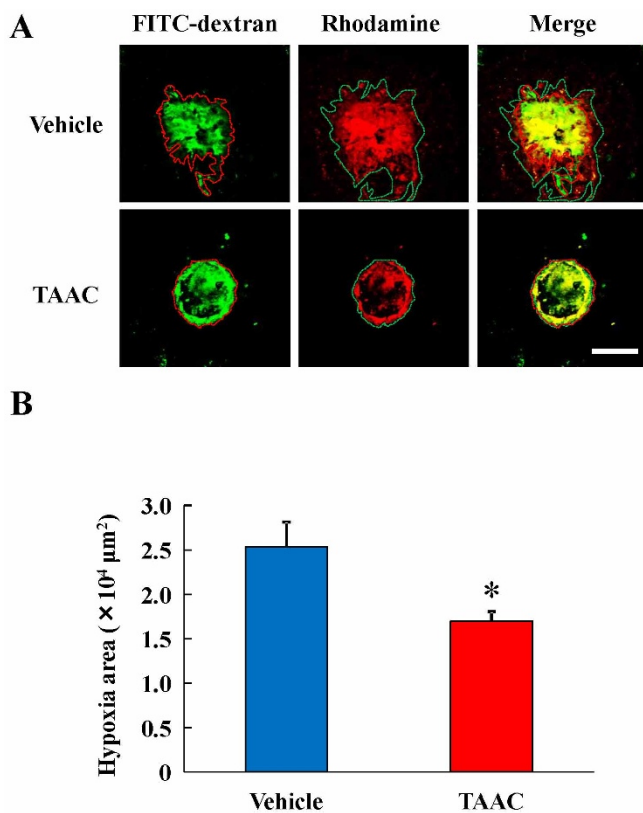 A
FITC-dextran Rhodamine Merge
Vehicle
TAAC
B
Hypoxia area (×10⁴ μm²)
3.0
2.5
2.0
1.5
1.0
0.5
0
*
Vehicle TAAC